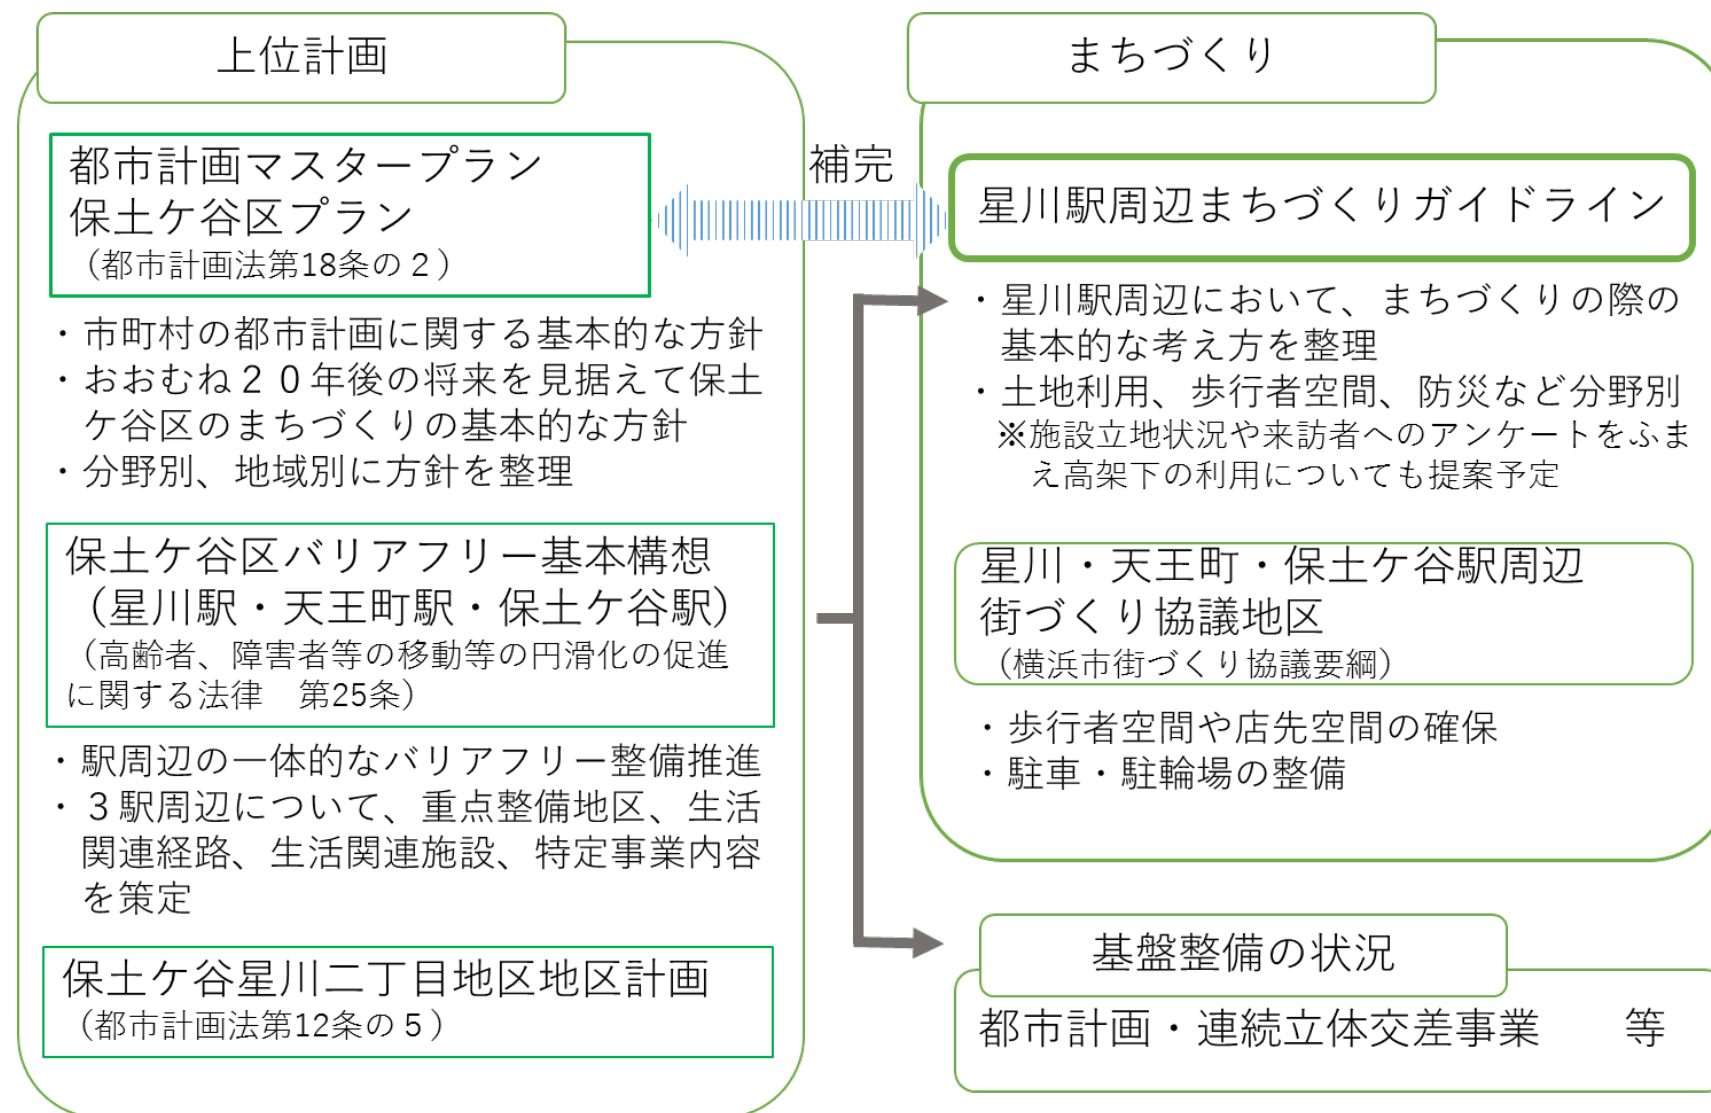 上位計画
都市計画マスタープラン
保土ケ谷区プラン
（都市計画法第18条の２）
・市町村の都市計画に関する基本的な方針
・おおむね２０年後の将来を見据えて保土
ケ谷区のまちづくりの基本的な方針
・分野別、地域別に方針を整理
保土ケ谷区バリアフリー基本構想
（星川駅・天王町駅・保土ケ谷駅）
（高齢者、障害者等の移動等の円滑化の促進
に関する法律　第25条）
・駅周辺の一体的なバリアフリー整備推進
・３駅周辺について、重点整備地区、生活
関連経路、生活関連施設、特定事業内容
を策定
保土ケ谷星川二丁目地区地区計画
（都市計画法第12条の５）
補完
まちづくり
星川駅周辺まちづくりガイドライン
・星川駅周辺において、まちづくりの際の
基本的な考え方を整理
・土地利用、歩行者空間、防災など分野別
※施設立地状況や来訪者へのアンケートをふま
え高架下の利用についても提案予定
星川・天王町・保土ケ谷駅周辺
街づくり協議地区
（横浜市街づくり協議要綱）
・歩行者空間や店先空間の確保
・駐車・駐輪場の整備
基盤整備の状況
都市計画・連続立体交差事業　　等